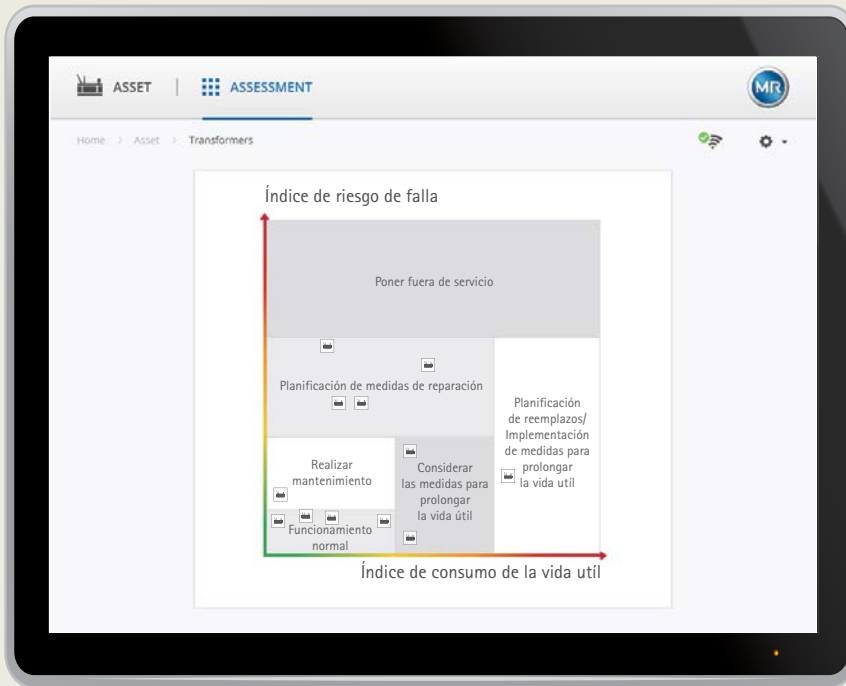 ASSET | ASSESSMENT
MR
Home > Asset > Transformers
Índice de riesgo de falla
Poner fuera de servicio
Planificación de medidas de reparación
Planificación
de reemplazos/
Implementación
de medidas para
prolongar
la vida utíl
Realizar
mantenimiento
Considerar
las medidas para
prolongar
la vida útil
Funcionamiento
normal
Índice de consumo de la vida utíl